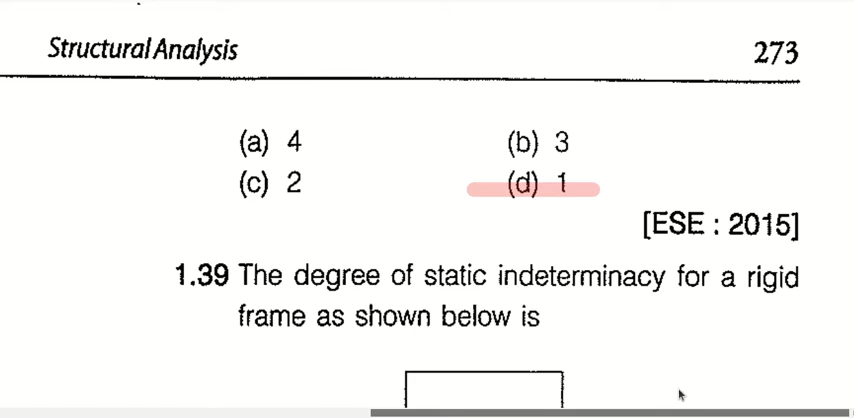 Structural Analysis 273
(a) 4 (b) 3
(c) 2 (d) 1
[ESE : 2015]
1.39 The degree of static indeterminacy for a rigid
frame as shown below is